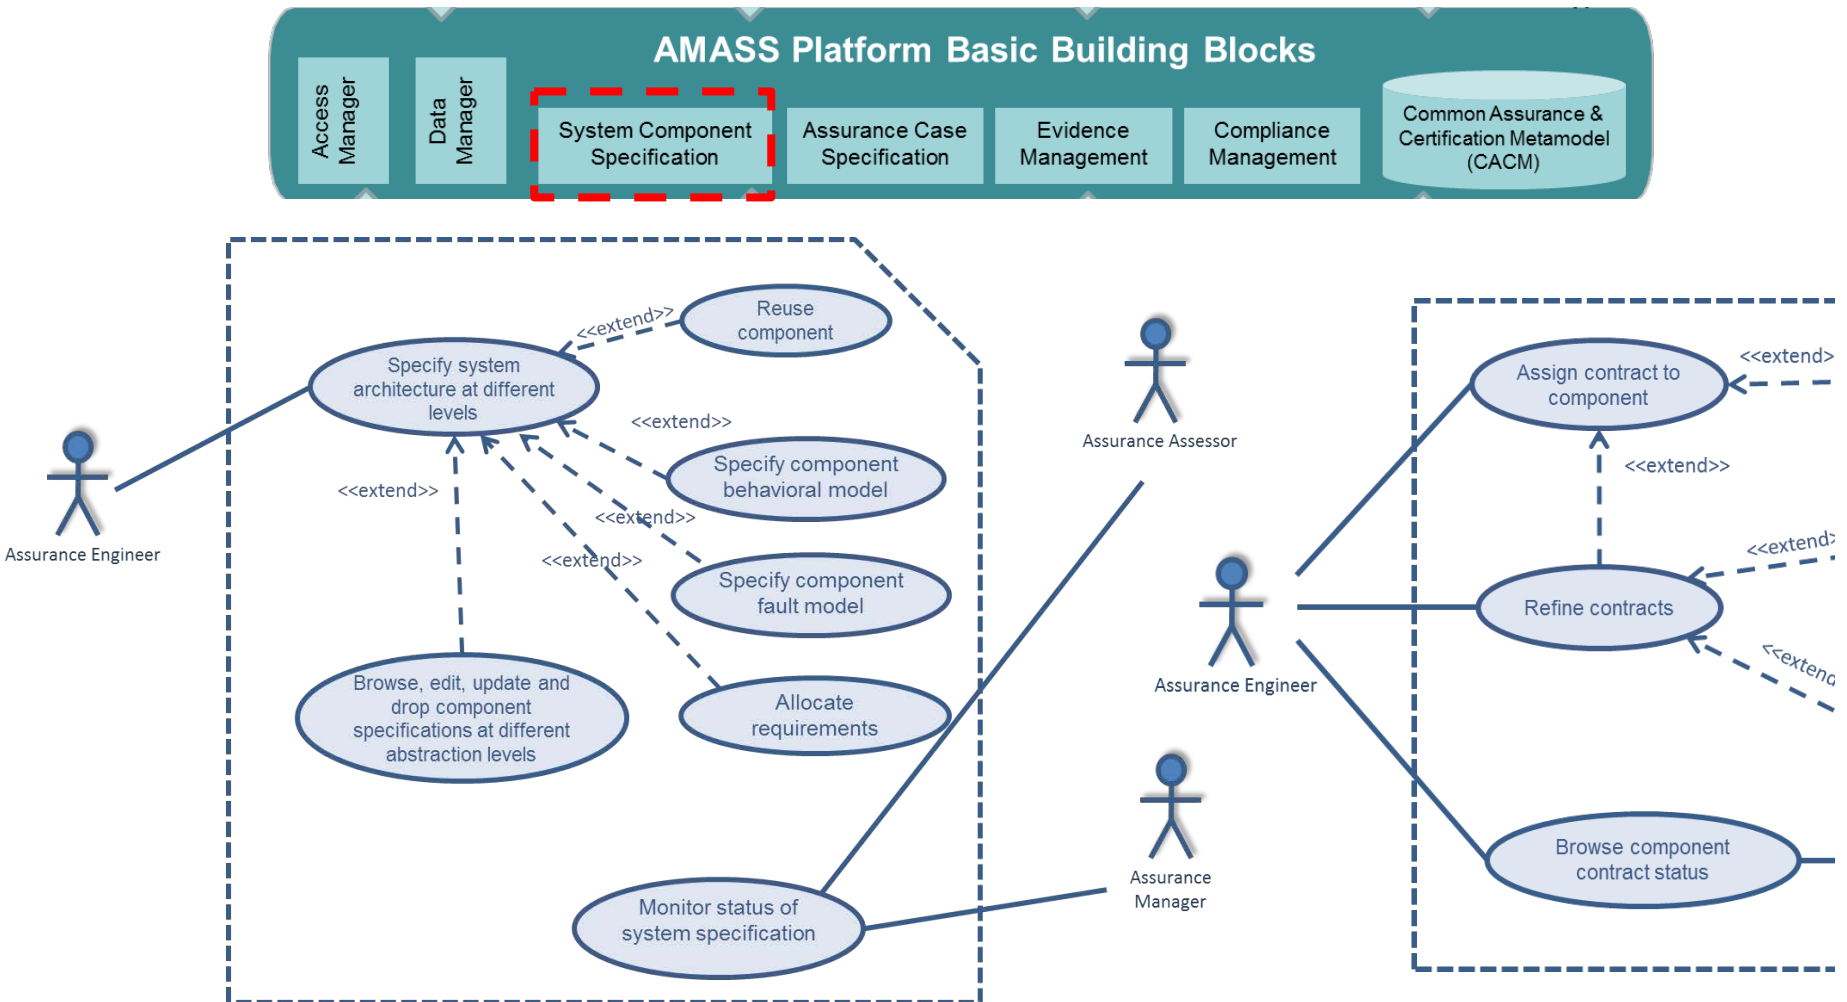 AMASS Platform Basic Building Blocks
Access
Manager
Data
Manager
System Component
Specification
Assurance Case
Specification
Evidence
Management
Compliance
Management
Common Assurance &
Certification Metamodel
(CACM)
Reuse
component
<<extend>>
Specify system
architecture at different
levels
<<extend>>
Specify component
behavioral model
<<extend>>
<<extend>>
<<extend>>
Specify component
fault model
Assurance Engineer
Browse, edit, update and
drop component
specifications at different
abstraction levels
Allocate
requirements
Monitor status of
system specification
Assurance Assessor
Assurance Engineer
Assurance
Manager
Assign contract to
component
<<extend>
<<extend>>
<<extend>
Refine contracts
<<extend
Browse component
contract status